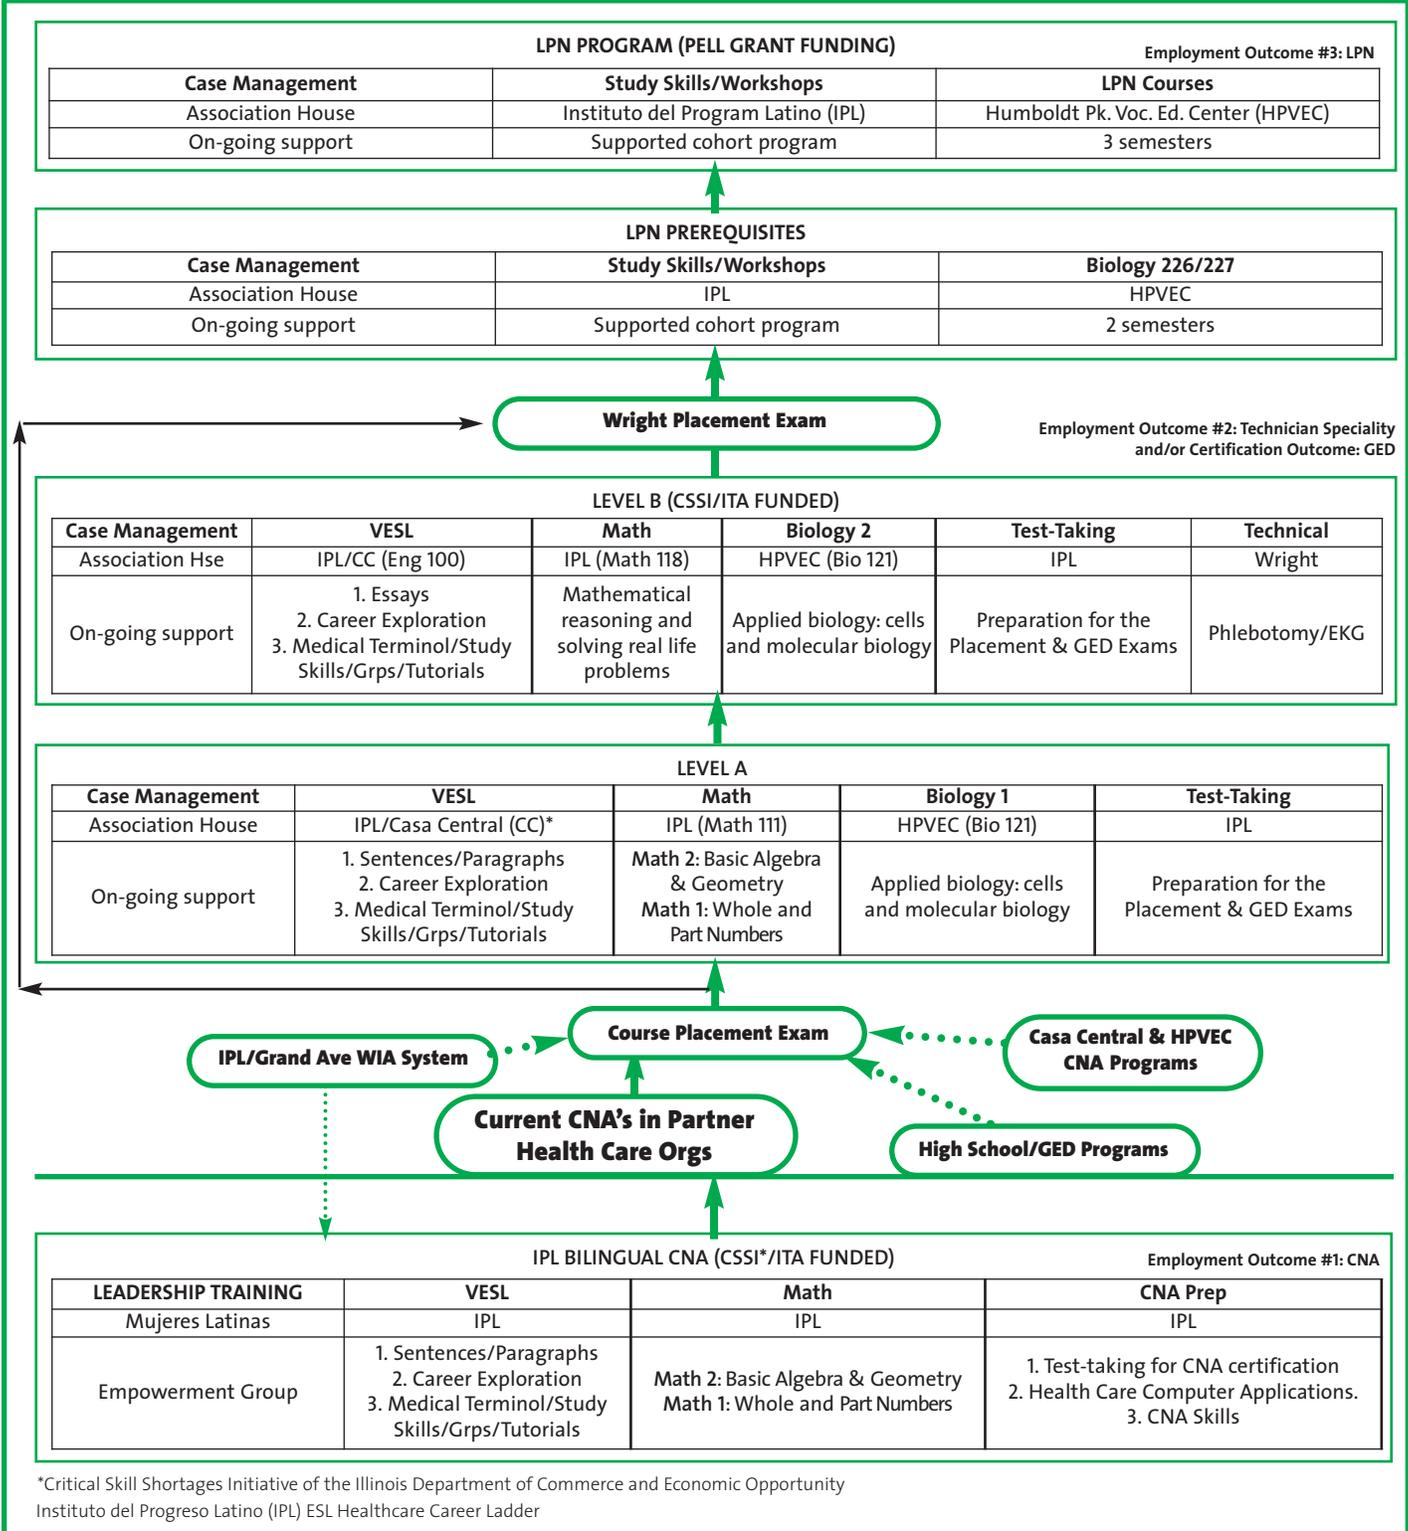 LPN PROGRAM (PELL GRANT FUNDING)
Employment Outcome #3: LPN
Case Management
Study Skills/Workshops
LPN Courses
Association House
Instituto del Program Latino (IPL)
Humboldt Pk. Voc. Ed. Center (HPVEC)
On-going support
Supported cohort program
3 semesters
LPN PREREQUISITES
Case Management
Study Skills/Workshops
Biology 226/227
Association House
IPL
HPVEC
On-going support
Supported cohort program
2 semesters
Wright Placement Exam
Employment Outcome #2: Technician Speciality
and/or Certification Outcome: GED
LEVEL B (CSSI/ITA FUNDED)
Case Management
VESL
Math
Biology 2
Test-Taking
Technical
Association Hse
IPL/CC (Eng 100)
IPL (Math 118)
HPVEC (Bio 121)
IPL
Wright
On-going support
1. Essays
2. Career Exploration
3. Medical Terminol/Study
Skills/Grps/Tutorials
Mathematical
reasoning and
solving real life
problems
Applied biology: cells
and molecular biology
Preparation for the
Placement & GED Exams
Phlebotomy/EKG
LEVEL A
Case Management
VESL
Math
Biology 1
Test-Taking
Association House
IPL/Casa Central (CC)*
IPL (Math 111)
HPVEC (Bio 121)
IPL
On-going support
1. Sentences/Paragraphs
2. Career Exploration
3. Medical Terminol/Study
Skills/Grps/Tutorials
Math 2: Basic Algebra
& Geometry
Math 1: Whole and
Part Numbers
Applied biology: cells
and molecular biology
Preparation for the
Placement & GED Exams
Course Placement Exam
IPL/Grand Ave WIA System
Casa Central & HPVEC
CNA Programs
Current CNA's in Partner
Health Care Orgs
High School/GED Programs
IPL BILINGUAL CNA (CSSI*/ITA FUNDED)
Employment Outcome #1: CNA
LEADERSHIP TRAINING
VESL
Math
CNA Prep
Mujeres Latinas
IPL
IPL
IPL
Empowerment Group
1. Sentences/Paragraphs
2. Career Exploration
3. Medical Terminol/Study
Skills/Grps/Tutorials
Math 2: Basic Algebra & Geometry
Math 1: Whole and Part Numbers
1. Test-taking for CNA certification
2. Health Care Computer Applications.
3. CNA Skills
*Critical Skill Shortages Initiative of the Illinois Department of Commerce and Economic Opportunity
Instituto del Progreso Latino (IPL) ESL Healthcare Career Ladder